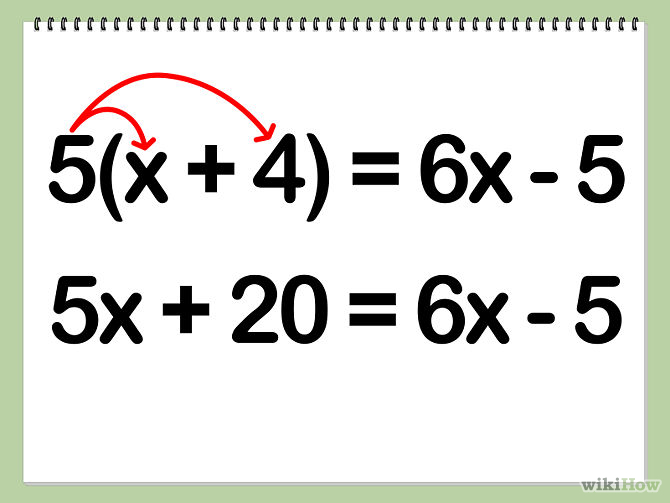 5(x + 4) = 6x - 5
5x + 20 = 6x - 5
wikiHow